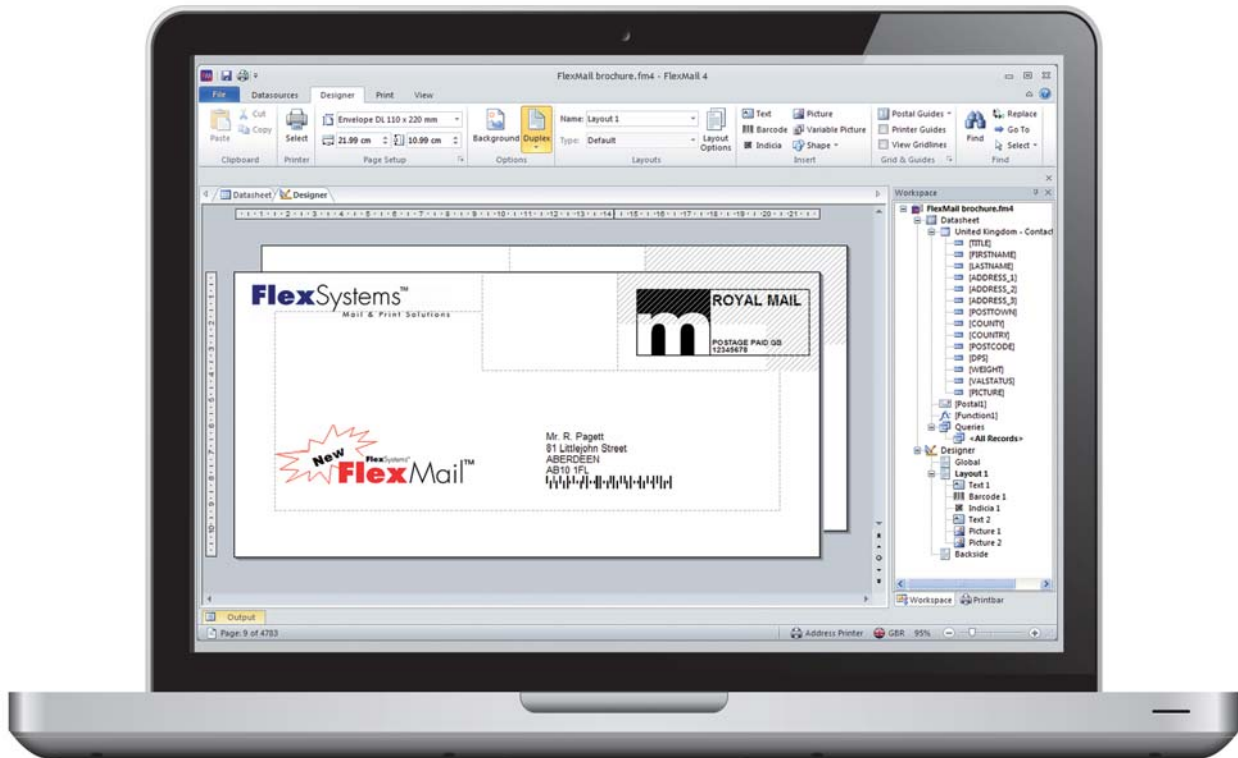 FlexMail brochure.fm4 - FlexMail 4
File Datasources Designer Print View
Paste Cut Copy Clipboard
Select Printer
Envelope DL 110 x 220 mm
21.99 cm 10.99 cm
Page Setup
Background Duplex
Options
Name: Layout 1
Type: Default
Layout Options
Layouts
Text Picture
Barcode Variable Picture
Indicia Shape
Insert
Postal Guides
Printer Guides
View Gridlines
Grid & Guides
Find Replace
Go To
Select
Find
Datasheet Designer
FlexSystems™
Mail & Print Solutions
ROYAL MAIL
POSTAGE PAID GB
12345678
New FlexSystems™
FlexMail™
Mr. R. Pagett
81 Littlejohn Street
ABERDEEN
AB10 1FL
Workspace
FlexMail brochure.fm4
Datasheet
United Kingdom - Contact
[TITLE]
[FIRSTNAME]
[LASTNAME]
[ADDRESS_1]
[ADDRESS_2]
[ADDRESS_3]
[POSTTOWN]
[COUNTY]
[COUNTRY]
[POSTCODE]
[DPS]
[WEIGHT]
[VALSTATUS]
[PICTURE]
[Postal1]
[Function1]
Queries
<All Records>
Designer
Global
Layout 1
Text 1
Barcode 1
Indicia 1
Text 2
Picture 1
Picture 2
Backside
Workspace Printbar
Output
Page: 9 of 4783
Address Printer GBR 95%